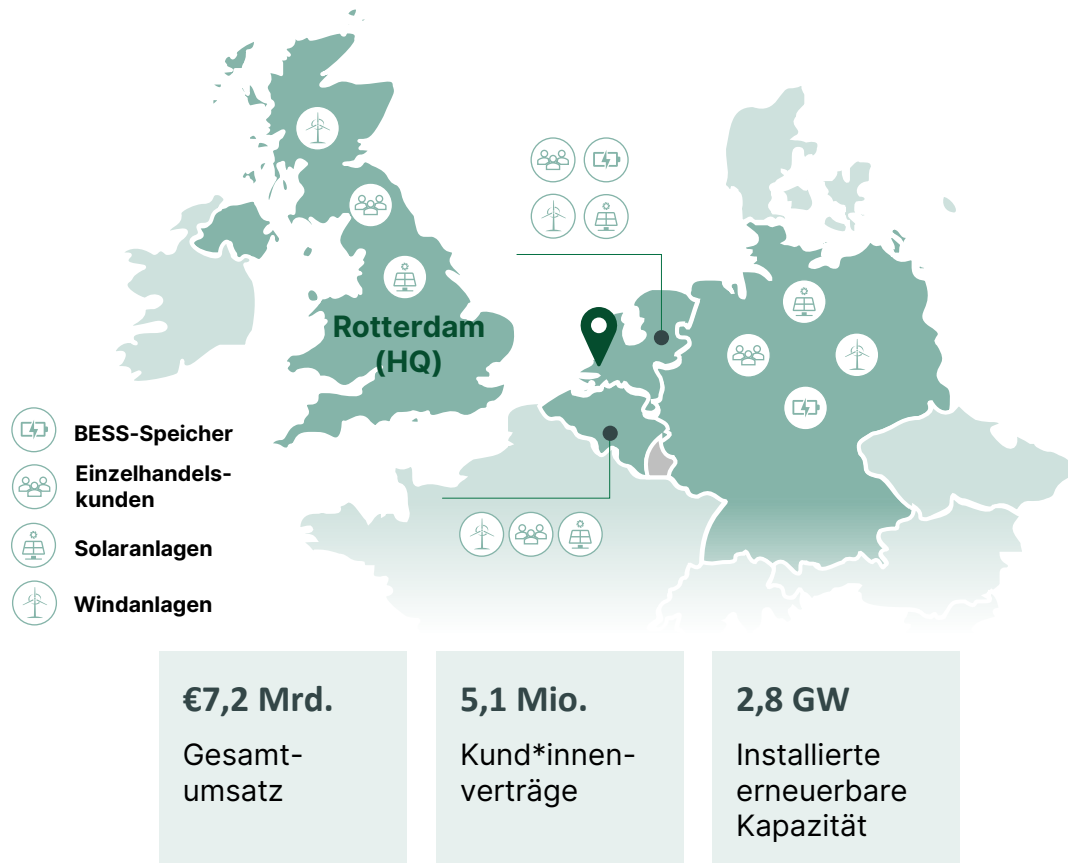 Rotterdam
(HQ)
BESS-Speicher
Einzelhandels-
kunden
Solaranlagen
Windanlagen
€7,2 Mrd.
Gesamt-
umsatz
5,1 Mio.
Kund*innen-
verträge
2,8 GW
Installierte
erneuerbare
Kapazität